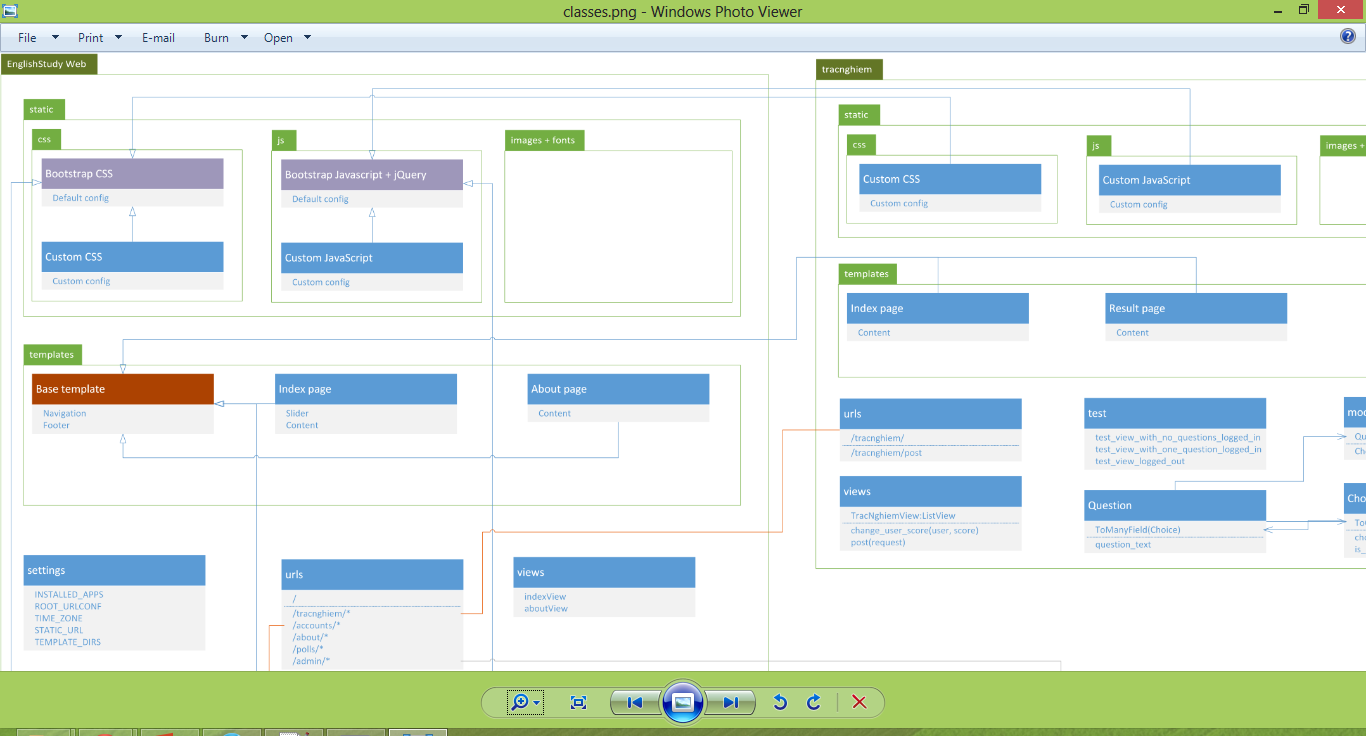 classes.png - Windows Photo Viewer
File Print E-mail Burn Open
EnglishStudy Web
static
css
Bootstrap CSS
Default config
Custom CSS
Custom config
js
Bootstrap Javascript + jQuery
Default config
Custom JavaScript
Custom config
images + fonts
templates
Base template
Navigation
Footer
Index page
Slider
Content
About page
Content
settings
INSTALLED_APPS
ROOT_URLCONF
TIME_ZONE
STATIC_URL
TEMPLATE_DIRS
urls
/
/tracnghiem/*
/accounts/*
/about/*
/polls/*
/admin/*
views
indexView
aboutView
tracnghiem
static
css
Custom CSS
Custom config
js
Custom JavaScript
Custom config
images +
templates
Index page
Content
Result page
Content
urls
/tracnghiem/
/tracnghiem/post
views
TracNghiemView:ListView
change_user_score(user, score)
post(request)
test
test_view_with_no_questions_logged_in
test_view_with_one_question_logged_in
test_view_logged_out
Question
ToManyField(Choice)
question_text